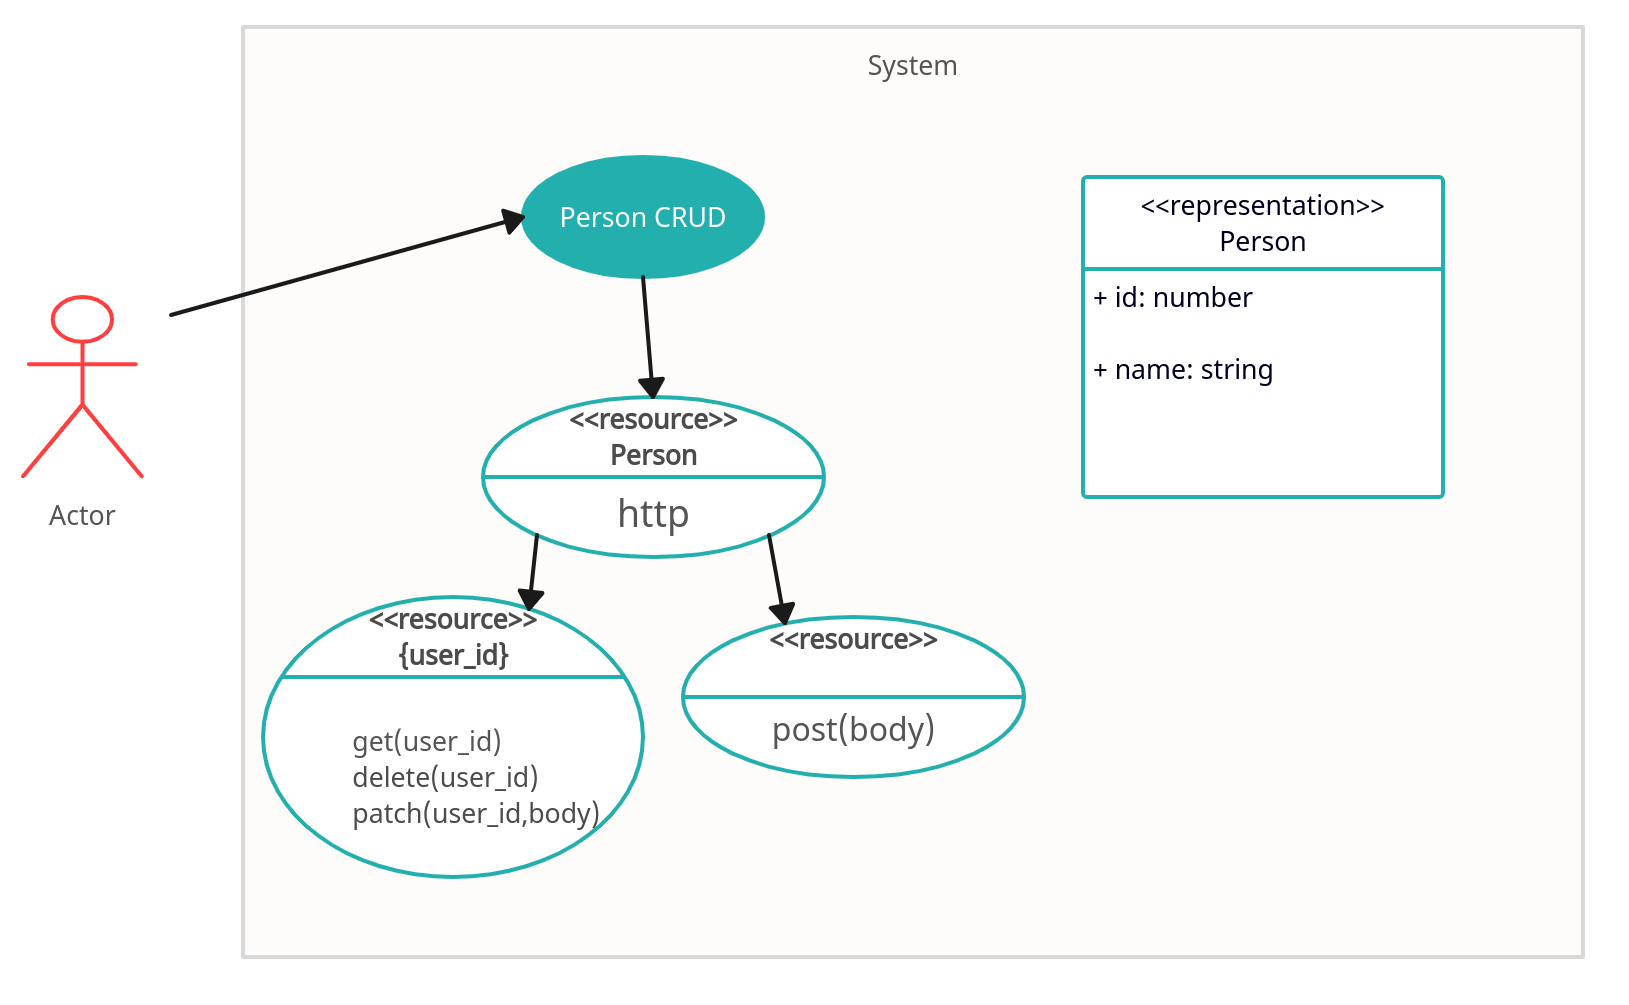 System
Person CRUD
<<representation>>
Person
+ id: number
+ name: string
<<resource>>
Person
http
Actor
<<resource>>
{user_id}
get(user_id)
delete(user_id)
patch(user_id,body)
<<resource>>
post(body)